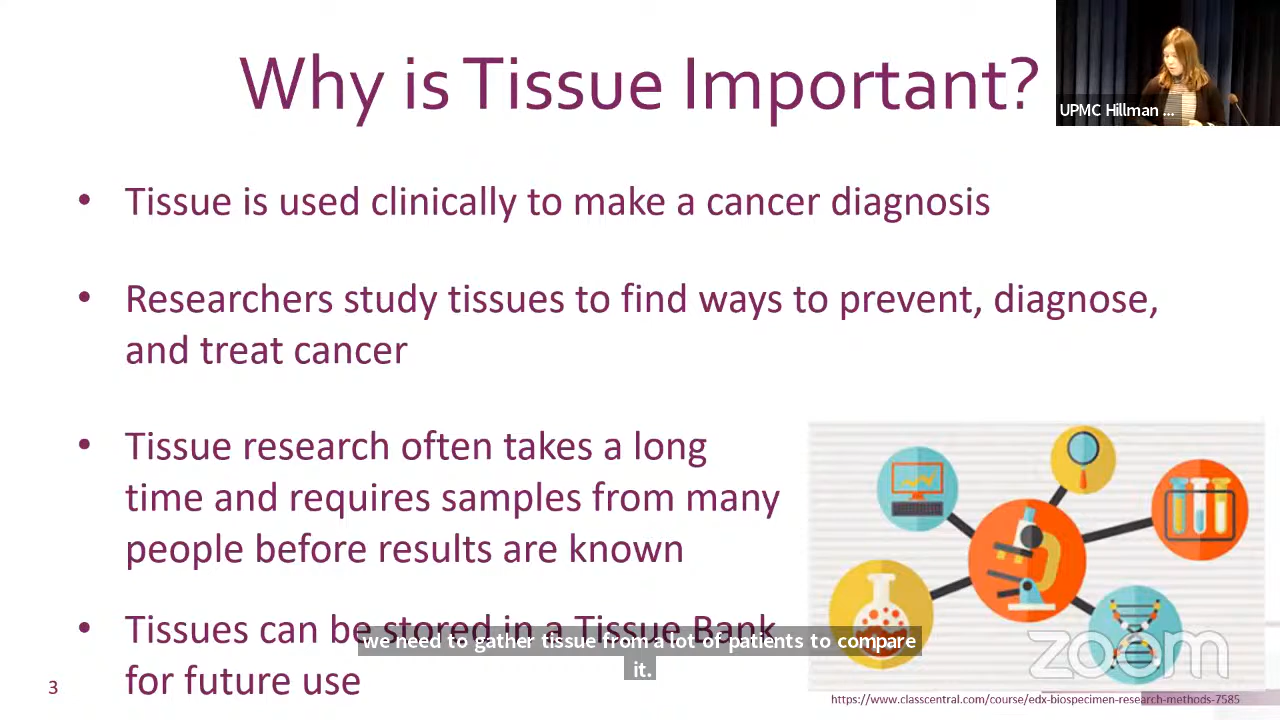 Why is Tissue Important?
UPMC Hillman ...
• Tissue is used clinically to make a cancer diagnosis
• Researchers study tissues to find ways to prevent, diagnose,
and treat cancer
• Tissue research often takes a long
time and requires samples from many
people before results are known
• Tissues can be stored in a Tissue Bank
for future use
we need to gather tissue from a lot of patients to compare
it.
zoom
3
https://www.classcentral.com/course/edx-biospecimen-research-methods-7585